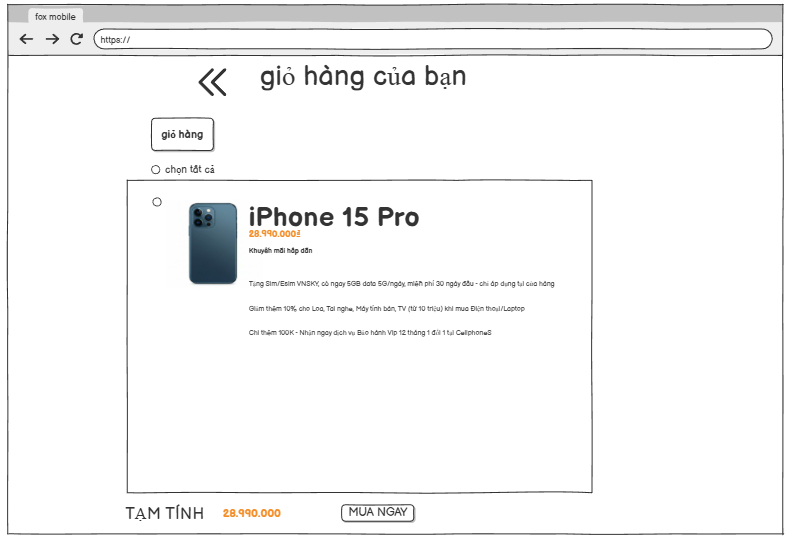 fox mobile
https://
giỏ hàng của bạn
giỏ hàng
chọn tất cả
iPhone 15 Pro
28.990.000₫
Khuyến mãi hấp dẫn
Tặng Sim/Esim VNSKY, có ngay 5GB data 5G/ngày, miễn phí 30 ngày đầu - chỉ áp dụng tại cửa hàng
Giảm thêm 10% cho Loa, Tai nghe, Máy tính bản, TV (từ 10 triệu) khi mua Điện thoại/Laptop
Chỉ thêm 100K - Nhận ngay dịch vụ Bảo hành Vip 12 tháng 1 đổi 1 tại CellphoneS
TẠM TÍNH 28.990.000 MUA NGAY